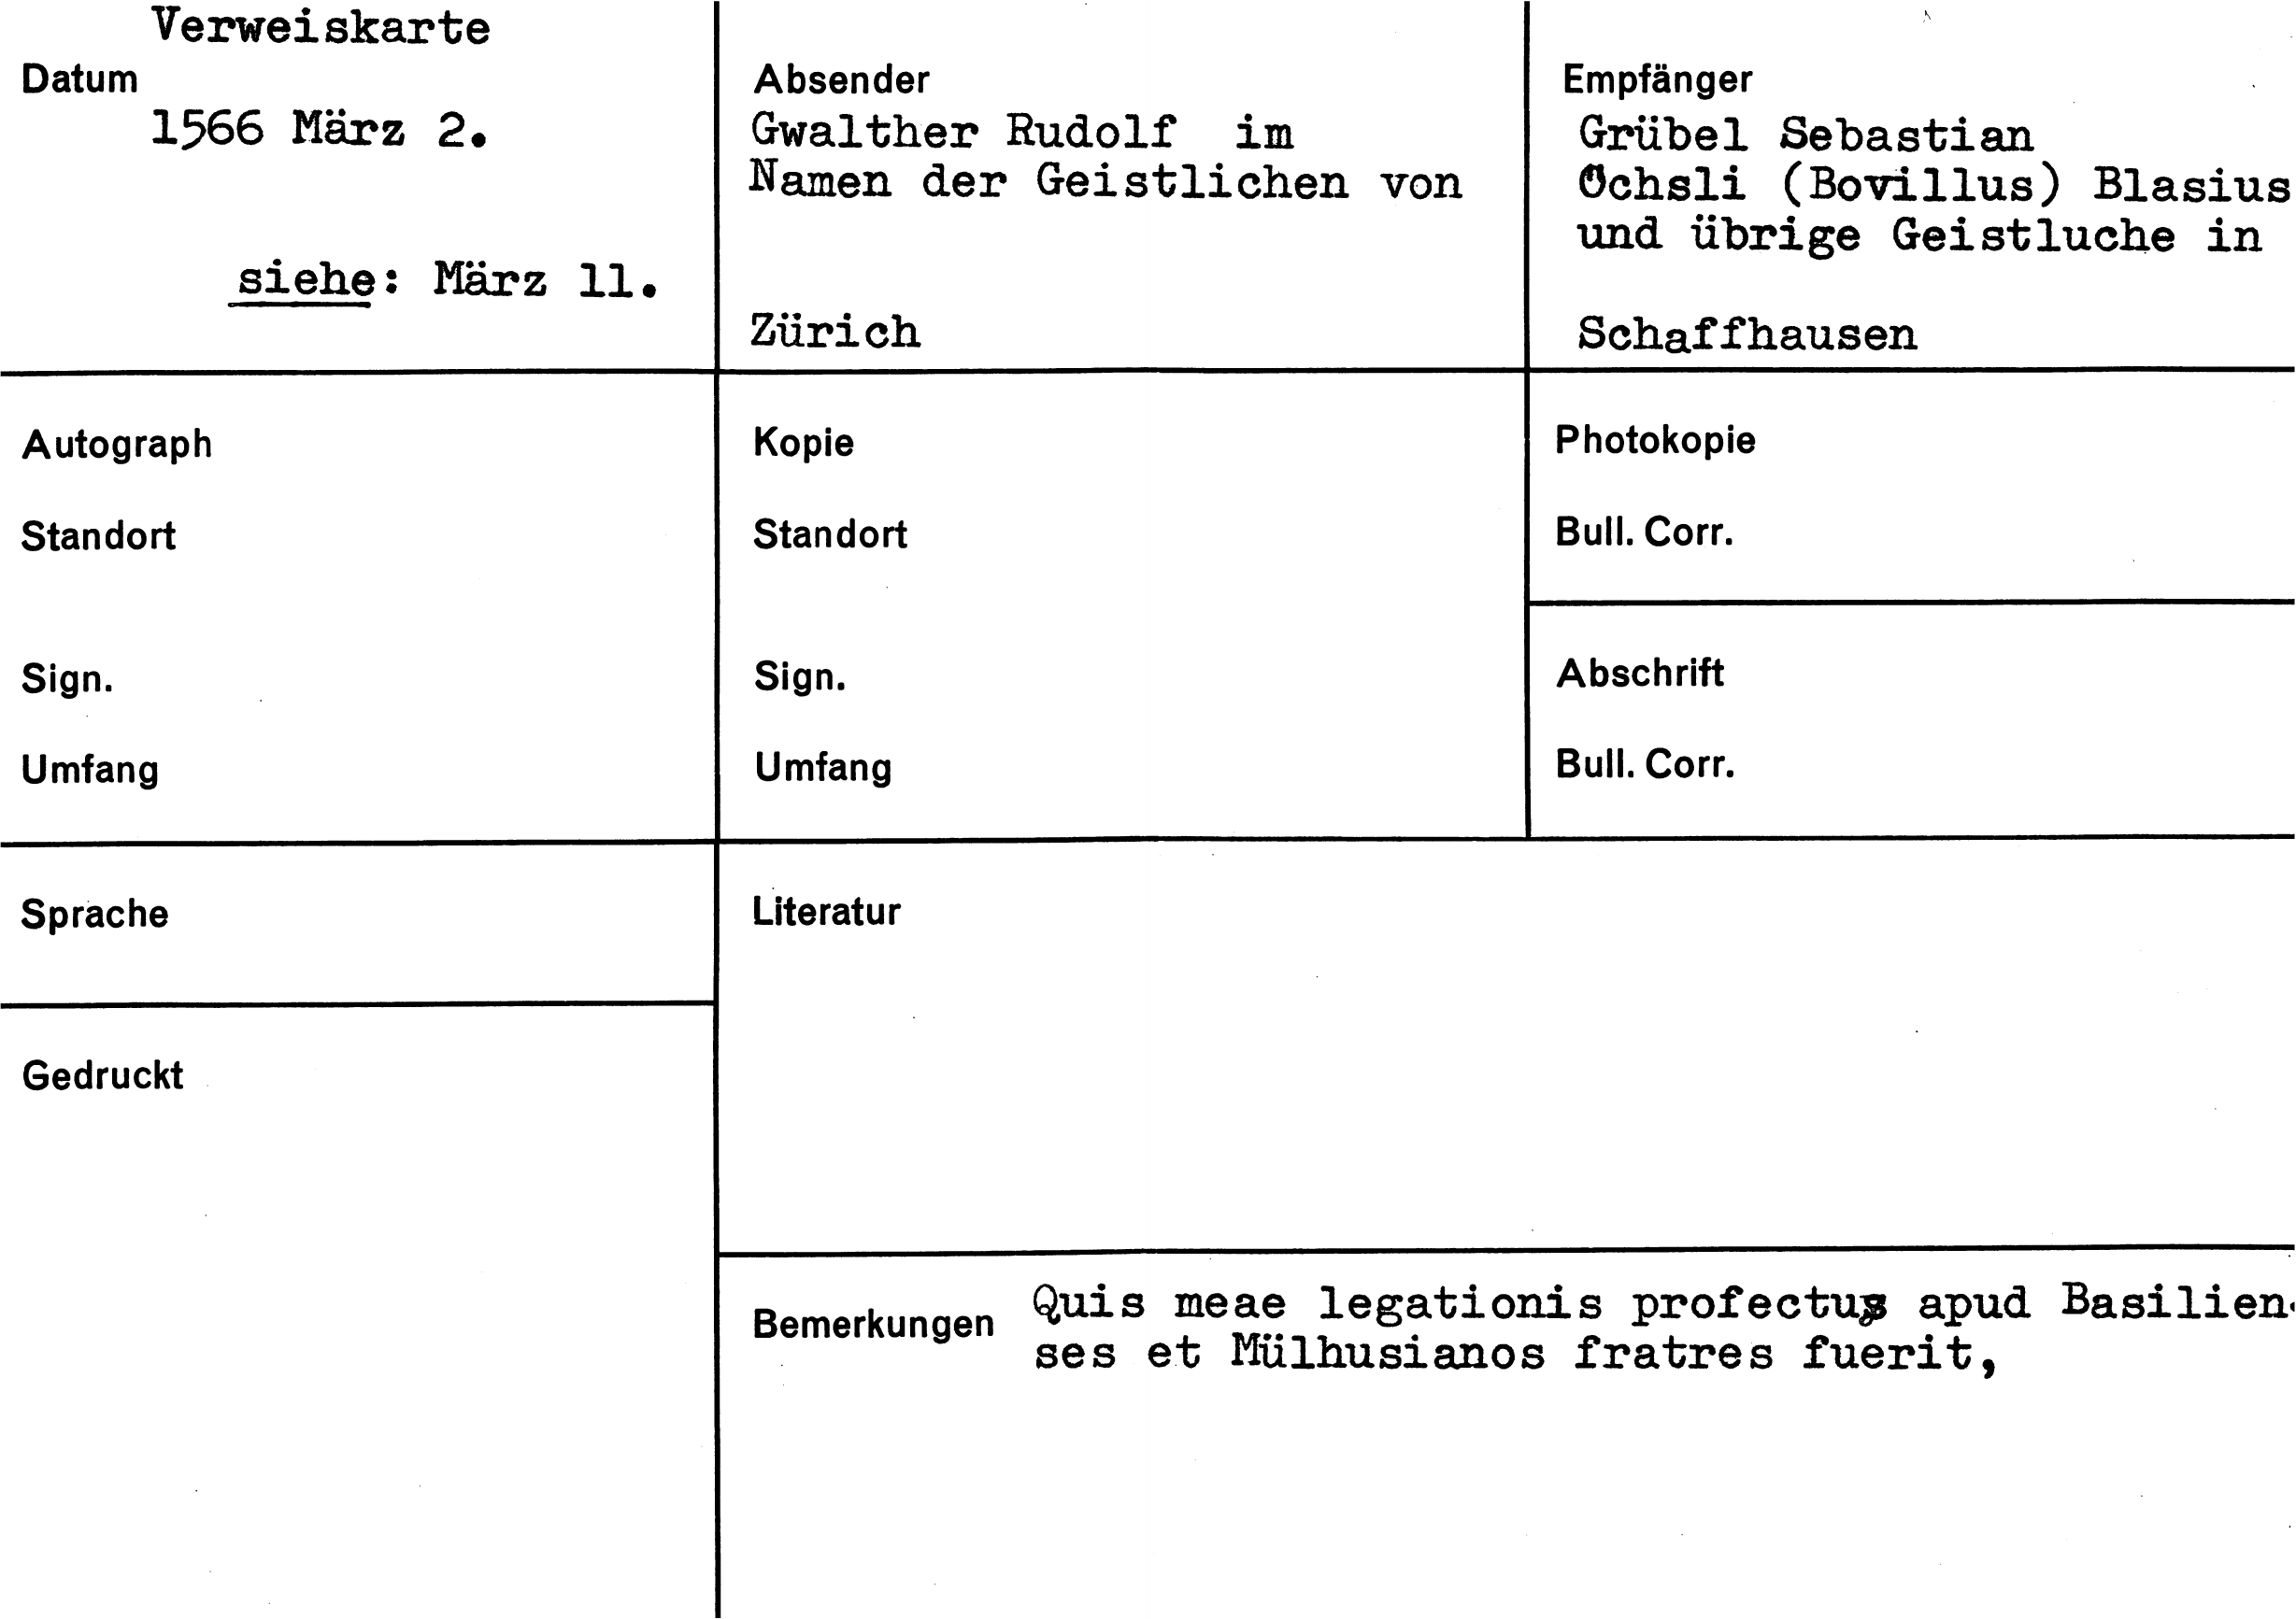 Verweiskarte
Datum
1566 März 2.
siehe: März 11.
Absender
Gwalther Rudolf im
Namen der Geistlichen von
Zürich
Empfänger
Grübel Sebastian
Öchsli (Bovillus) Blasius
und übrige Geistluche in
Schaffhausen
Autograph
Standort
Sign.
Umfang
Kopie
Standort
Sign.
Umfang
Photokopie
Bull. Corr.
Abschrift
Bull. Corr.
Sprache
Gedruckt
Literatur
Bemerkungen
Quis meae legationis profectus apud Basilien-
ses et Mülhusianos fratres fuerit,